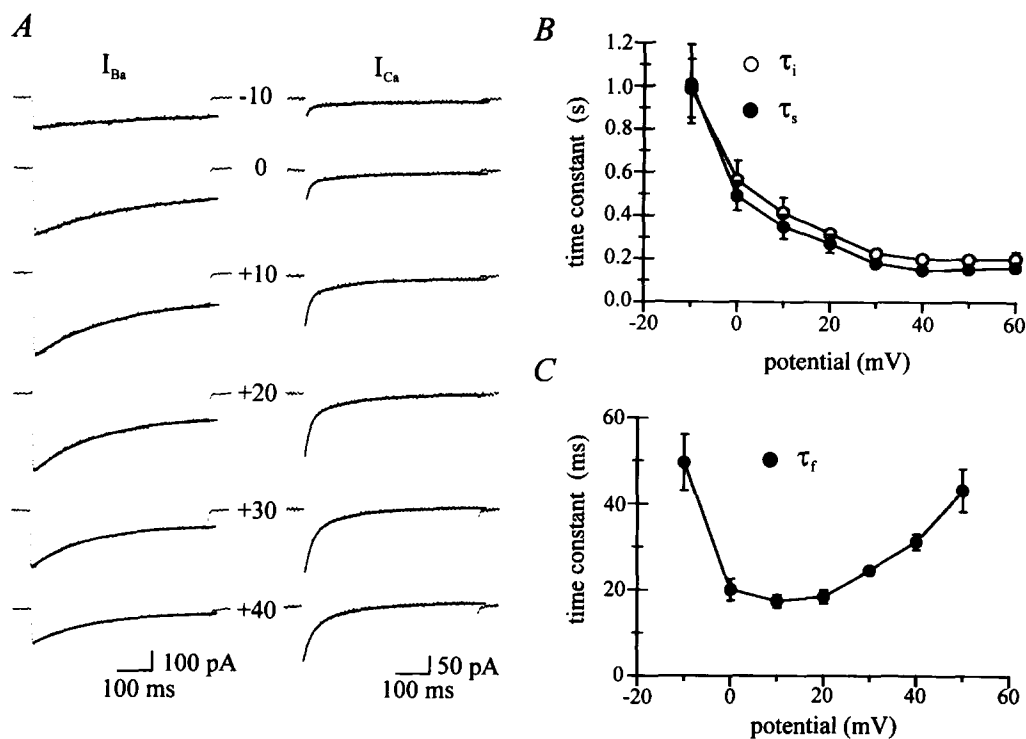 A
I_Ba
I_Ca
-10
0
+10
+20
+30
+40
100 pA
100 ms
50 pA
100 ms
B
1.2
1.0
0.8
0.6
0.4
0.2
0.0
time constant (s)
τ_i
τ_s
-20
0
20
40
60
potential (mV)
C
60
40
20
0
time constant (ms)
τ_f
-20
0
20
40
60
potential (mV)